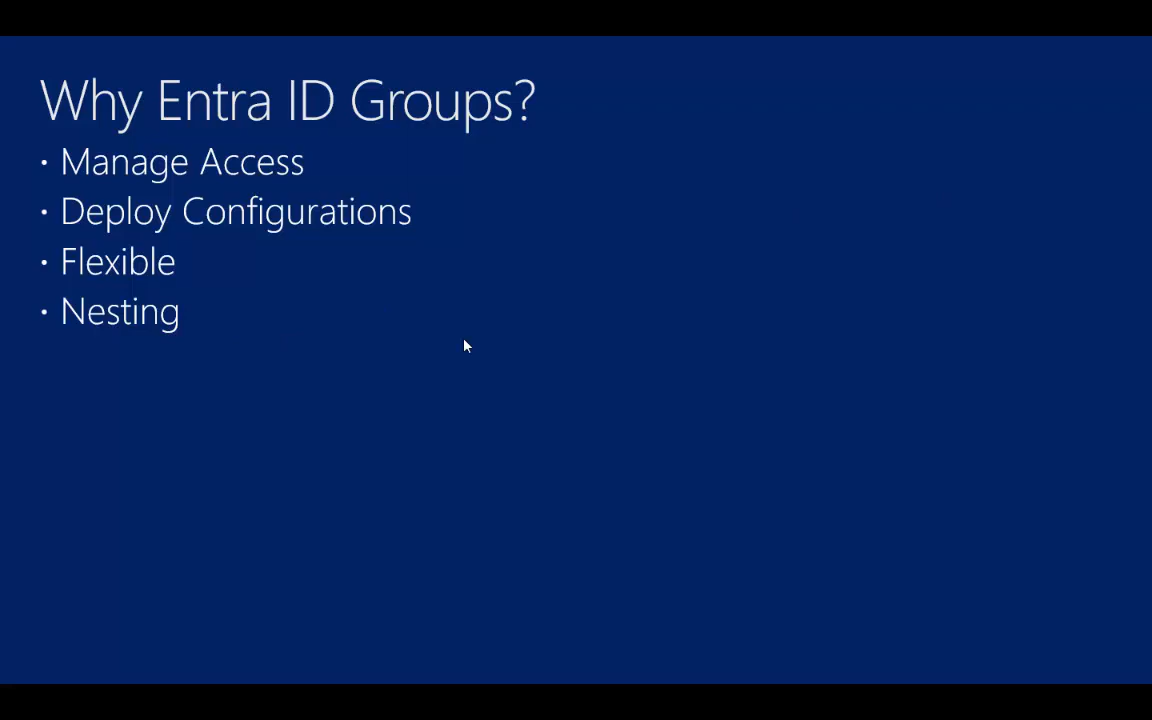 Why Entra ID Groups?
• Manage Access
• Deploy Configurations
• Flexible
• Nesting